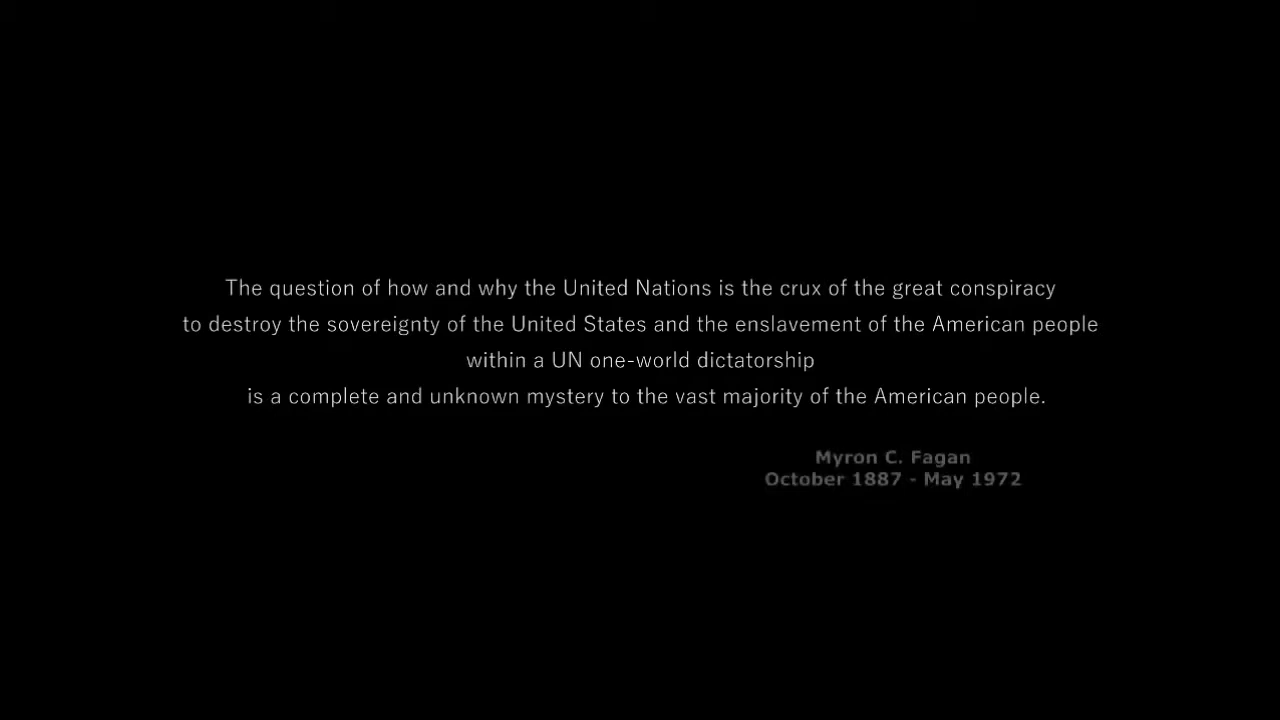 The question of how and why the United Nations is the crux of the great conspiracy
to destroy the sovereignty of the United States and the enslavement of the American people
within a UN one-world dictatorship
is a complete and unknown mystery to the vast majority of the American people.
Myron C. Fagan
October 1887 - May 1972